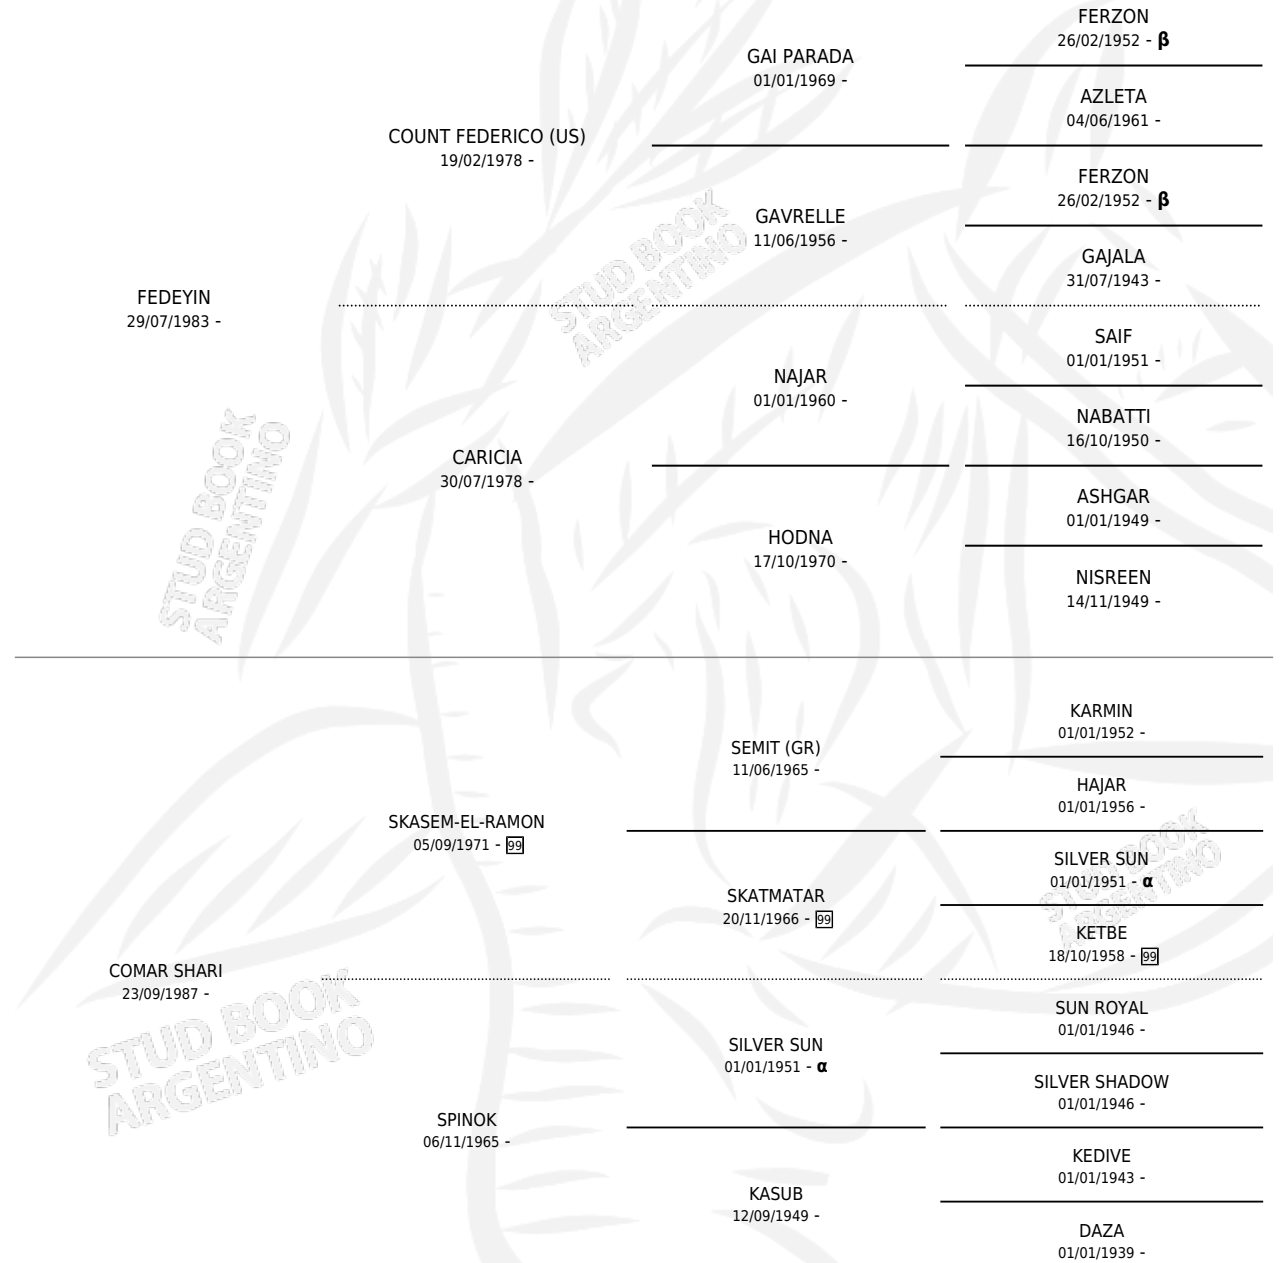 FERZON
26/02/1952 - β
GAI PARADA
01/01/1969 -
AZLETA
04/06/1961 -
COUNT FEDERICO (US)
19/02/1978 -
FERZON
26/02/1952 - β
GAVRELLE
11/06/1956 -
GAJALA
31/07/1943 -
FEDEYIN
29/07/1983 -
SAIF
01/01/1951 -
NAJAR
01/01/1960 -
NABATTI
16/10/1950 -
CARICIA
30/07/1978 -
ASHGAR
01/01/1949 -
HODNA
17/10/1970 -
NISREEN
14/11/1949 -
KARMIN
01/01/1952 -
SEMIT (GR)
11/06/1965 -
HAJAR
01/01/1956 -
SKASEM-EL-RAMON
05/09/1971 - 99
SILVER SUN
01/01/1951 - α
SKATMATAR
20/11/1966 - 99
KETBE
18/10/1958 - 99
COMAR SHARI
23/09/1987 -
SUN ROYAL
01/01/1946 -
SILVER SUN
01/01/1951 - α
SILVER SHADOW
01/01/1946 -
SPINOK
06/11/1965 -
KEDIVE
01/01/1943 -
KASUB
12/09/1949 -
DAZA
01/01/1939 -
STUD BOOK
ARGENTINO
STUD BOOK
ARGENTINO
STUD BOOK
ARGENTINO
STUD BOOK
ARGENTINO